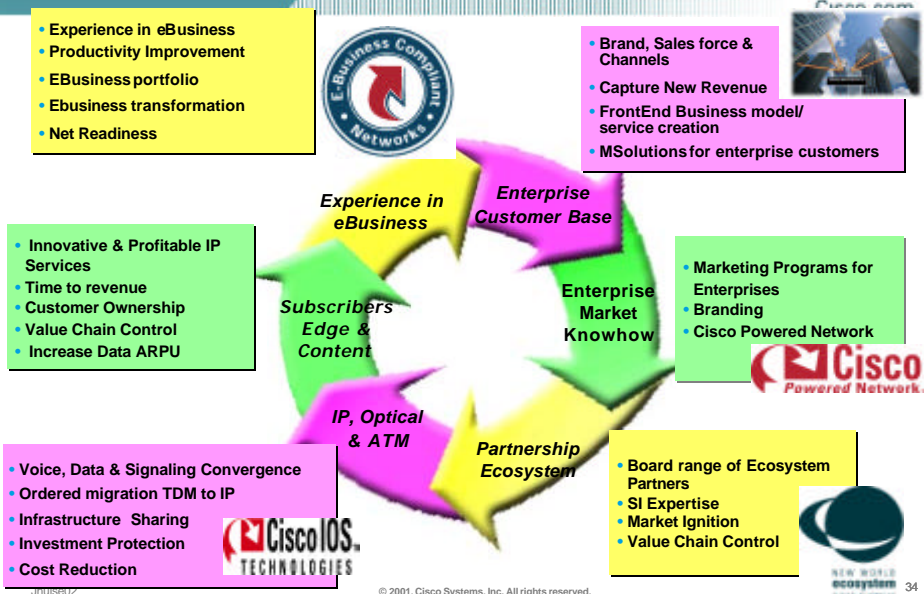 Cisco.com
• Experience in eBusiness
• Productivity Improvement
• EBusiness portfolio
• Ebusiness transformation
• Net Readiness
E-Business Compliant
• Networks •
• Brand, Sales force &
Channels
• Capture New Revenue
• FrontEnd Business model/
service creation
• MSolutions for enterprise customers
Experience in
eBusiness
Enterprise
Customer Base
• Innovative & Profitable IP
Services
• Time to revenue
• Customer Ownership
• Value Chain Control
• Increase Data ARPU
Subscribers
Edge &
Content
Enterprise
Market
Knowhow
• Marketing Programs for
Enterprises
• Branding
• Cisco Powered Network
Cisco
Powered Network.
IP, Optical
& ATM
Partnership
Ecosystem
• Voice, Data & Signaling Convergence
• Ordered migration TDM to IP
• Infrastructure Sharing
• Investment Protection
• Cost Reduction
Cisco IOS
TECHNOLOGIES
• Board range of Ecosystem
Partners
• SI Expertise
• Market Ignition
• Value Chain Control
NEW WORLD
ecosystem
© 2001, Cisco Systems, Inc. All rights reserved.
34